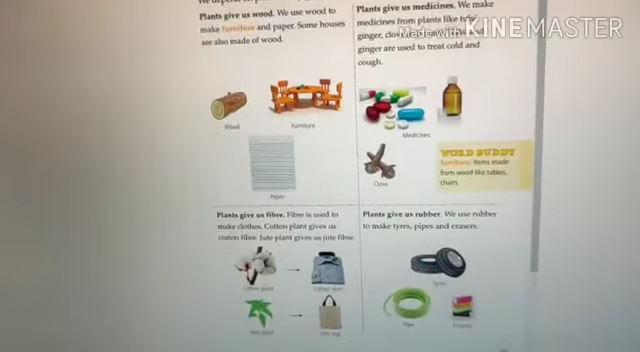 Plants give us wood. We use wood to
make furniture and paper. Some houses
are also made of wood.
Wood
Furniture
Paper
Plants give us medicines. We make
medicines from plants like
ginger,
ginger are used to treat cold and
cough.
Medicines
Clove
WORD BUDDY
furniture: items made
from wood like tables,
chairs
Plants give us fibre. Fibre is used to
make clothes. Cotton plant gives us
cotton fibre. Jute plant gives us jute fibre.
Cotton plant
Cotton shirt
Jute plant
Jute bag
Plants give us rubber. We use rubber
to make tyres, pipes and erasers.
Tyres
Pipe
Erasers
Made with KINEMASTER